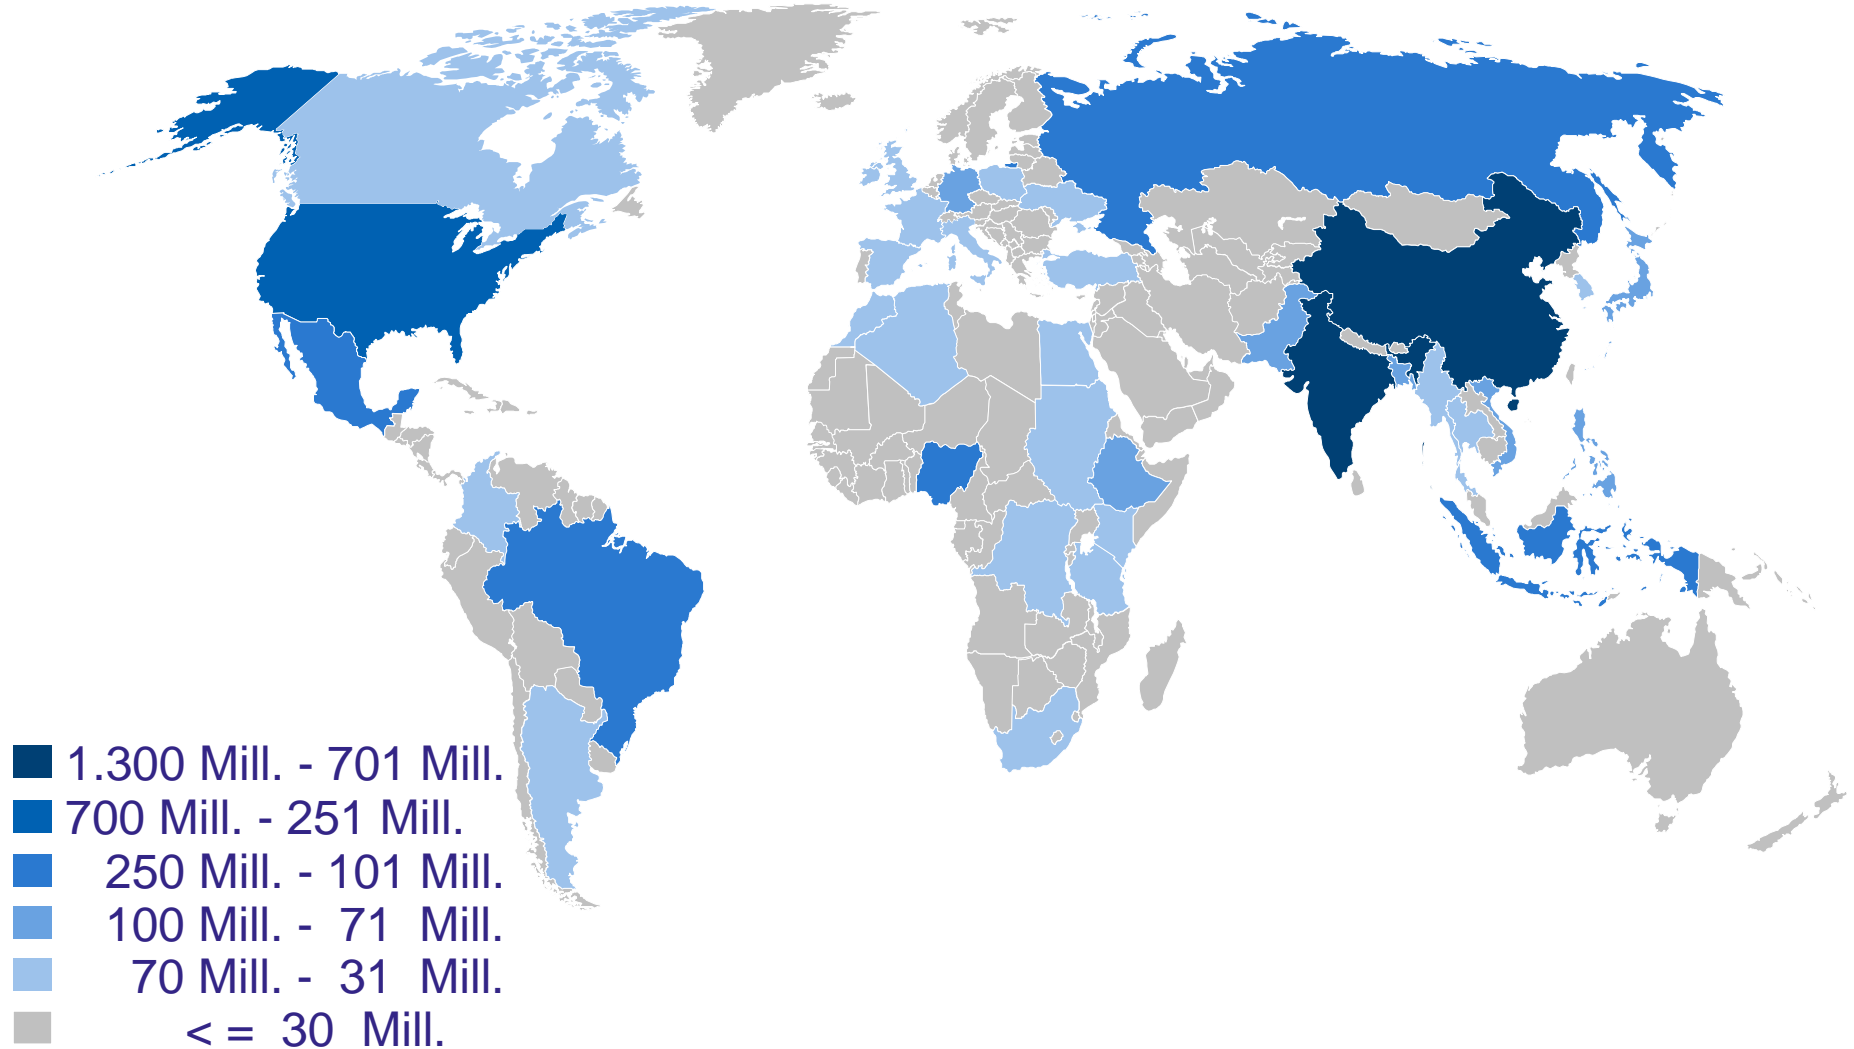 1.300 Mill. - 701 Mill.
700 Mill. - 251 Mill.
250 Mill. - 101 Mill.
100 Mill. - 71 Mill.
70 Mill. - 31 Mill.
< = 30 Mill.